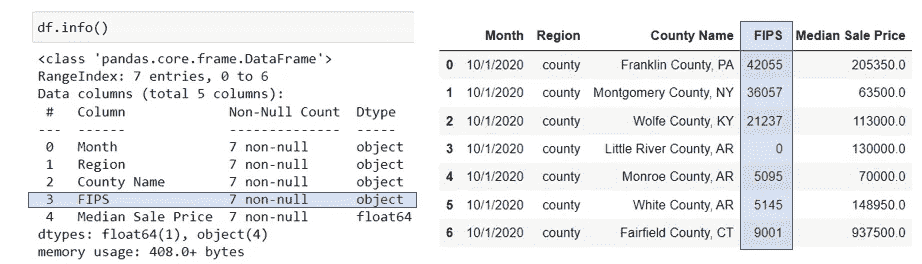 df.info()
<class 'pandas.core.frame.DataFrame'>
RangeIndex: 7 entries, 0 to 6
Data columns (total 5 columns):
 #   Column             Non-Null Count  Dtype
---  ------             --------------  -----
 0   Month              7 non-null      object
 1   Region             7 non-null      object
 2   County Name        7 non-null      object
 3   FIPS               7 non-null      object
 4   Median Sale Price  7 non-null      float64
dtypes: float64(1), object(4)
memory usage: 408.0+ bytes
Month Region County Name FIPS Median Sale Price
0 10/1/2020 county Franklin County, PA 42055 205350.0
1 10/1/2020 county Montgomery County, NY 36057 63500.0
2 10/1/2020 county Wolfe County, KY 21237 113000.0
3 10/1/2020 county Little River County, AR 0 130000.0
4 10/1/2020 county Monroe County, AR 5095 70000.0
5 10/1/2020 county White County, AR 5145 148950.0
6 10/1/2020 county Fairfield County, CT 9001 937500.0